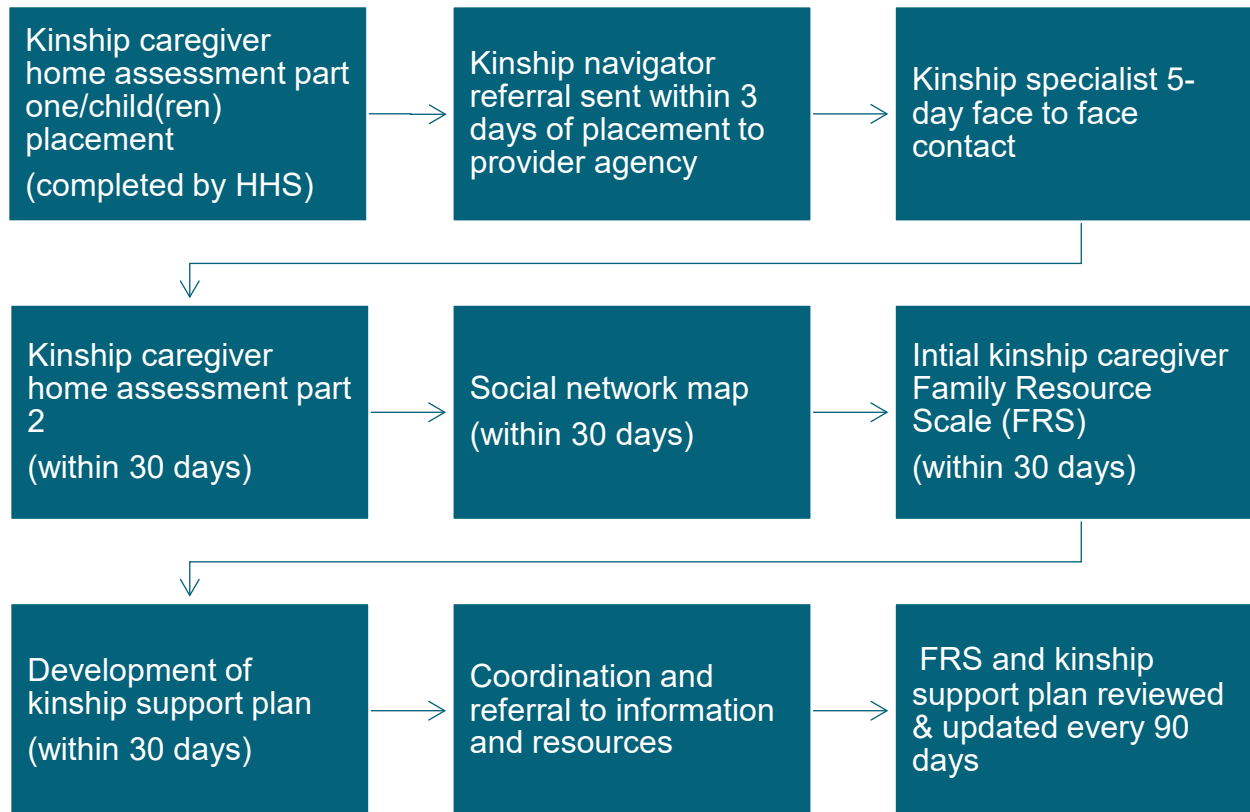 Kinship caregiver
home assessment part
one/child(ren)
placement
(completed by HHS)
Kinship navigator
referral sent within 3
days of placement to
provider agency
Kinship specialist 5-
day face to face
contact
Kinship caregiver
home assessment part
2
(within 30 days)
Social network map
(within 30 days)
Intial kinship caregiver
Family Resource
Scale (FRS)
(within 30 days)
Development of
kinship support plan
(within 30 days)
Coordination and
referral to information
and resources
FRS and kinship
support plan reviewed
& updated every 90
days